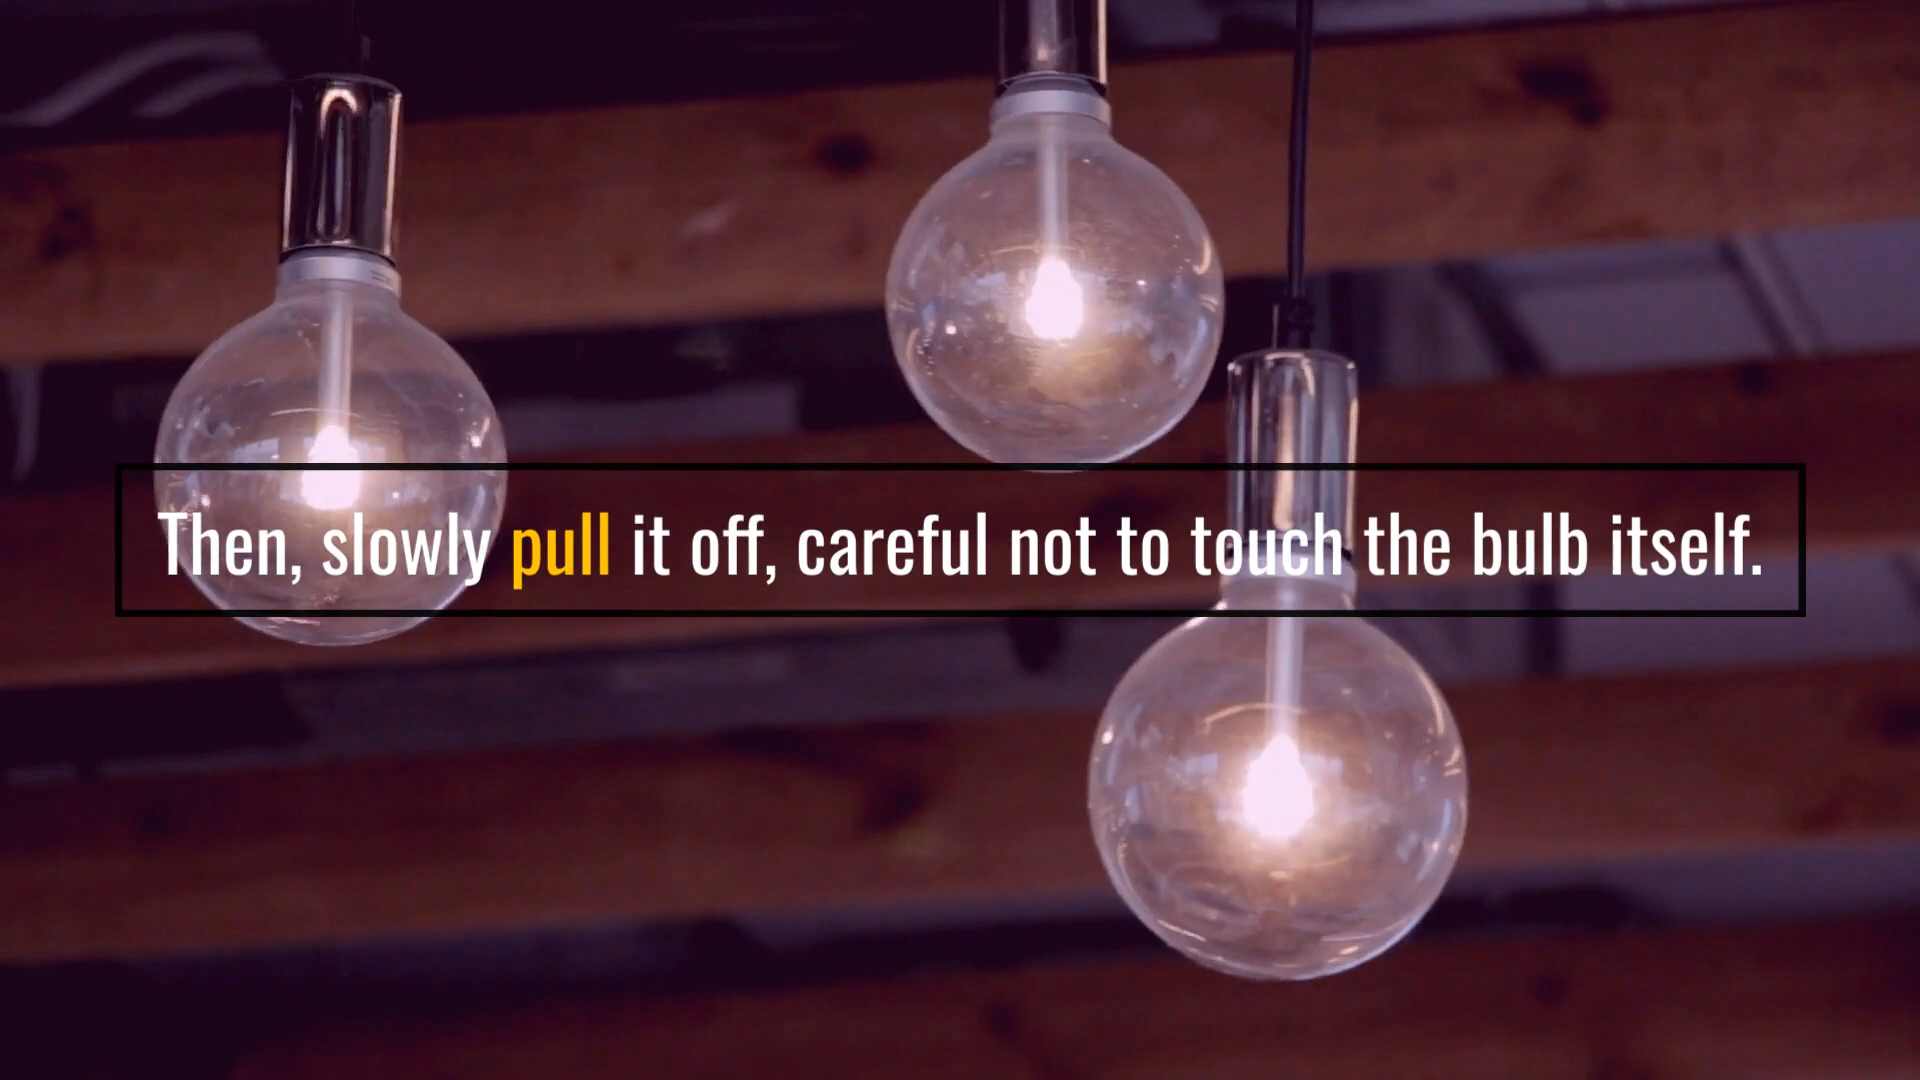 Then, slowly pull it off, careful not to touch the bulb itself.